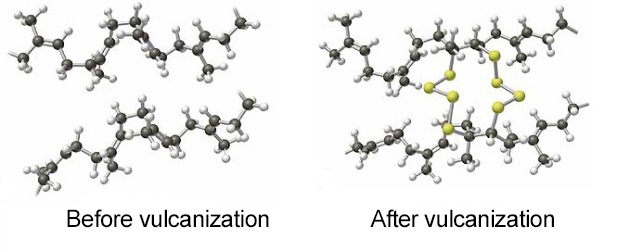 Before vulcanization
After vulcanization